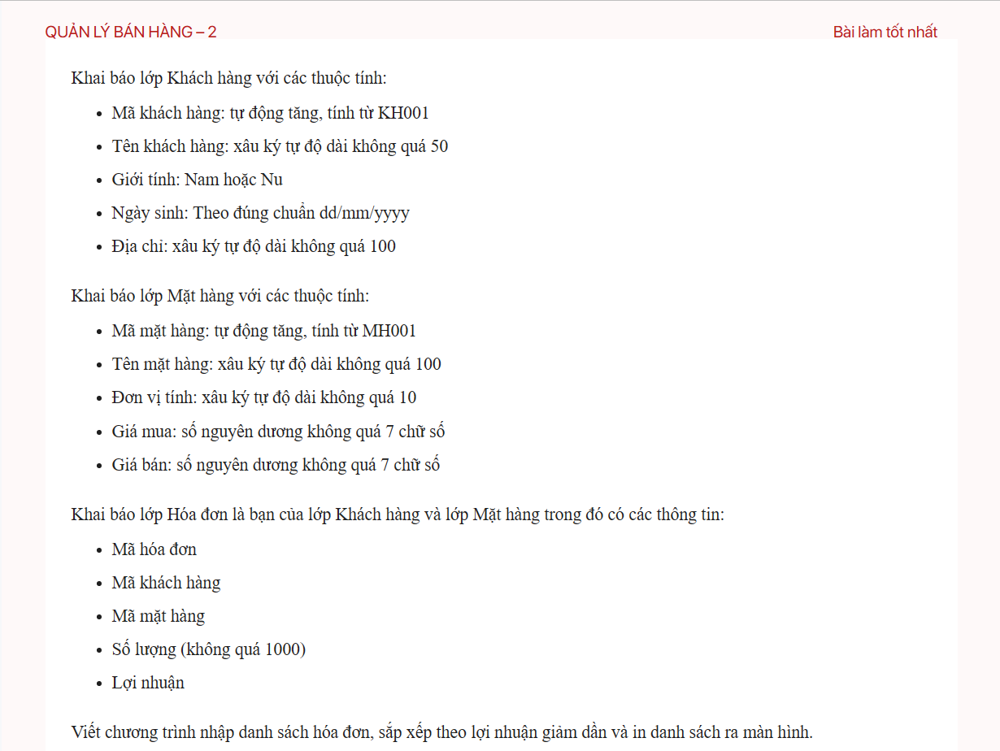 QUẢN LÝ BÁN HÀNG – 2
Bài làm tốt nhất
Khai báo lớp Khách hàng với các thuộc tính:
• Mã khách hàng: tự động tăng, tính từ KH001
• Tên khách hàng: xâu ký tự độ dài không quá 50
• Giới tính: Nam hoặc Nu
• Ngày sinh: Theo đúng chuẩn dd/mm/yyyy
• Địa chỉ: xâu ký tự độ dài không quá 100
Khai báo lớp Mặt hàng với các thuộc tính:
• Mã mặt hàng: tự động tăng, tính từ MH001
• Tên mặt hàng: xâu ký tự độ dài không quá 100
• Đơn vị tính: xâu ký tự độ dài không quá 10
• Giá mua: số nguyên dương không quá 7 chữ số
• Giá bán: số nguyên dương không quá 7 chữ số
Khai báo lớp Hóa đơn là bạn của lớp Khách hàng và lớp Mặt hàng trong đó có các thông tin:
• Mã hóa đơn
• Mã khách hàng
• Mã mặt hàng
• Số lượng (không quá 1000)
• Lợi nhuận
Viết chương trình nhập danh sách hóa đơn, sắp xếp theo lợi nhuận giảm dần và in danh sách ra màn hình.